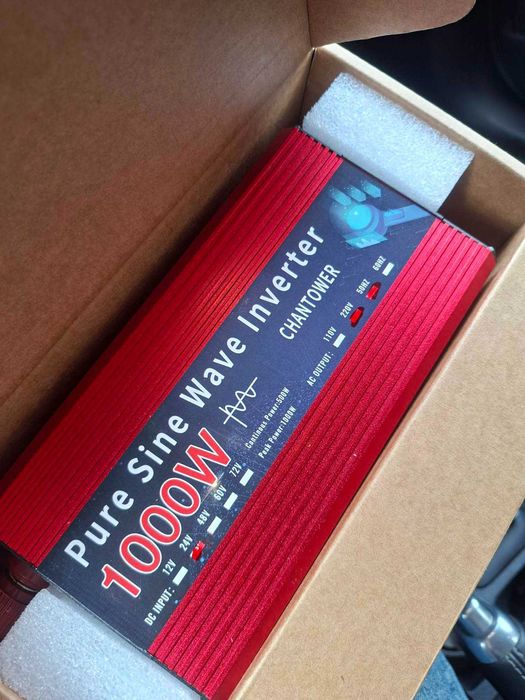 Pure Sine Wave Inverter
1000W
CHANTOWER
Continuous Power:500W
Peak Power:1000W
DC INPUT: 12V 24V 48V 60V 72V
AC OUTPUT: 110V 220V 50HZ 60HZ